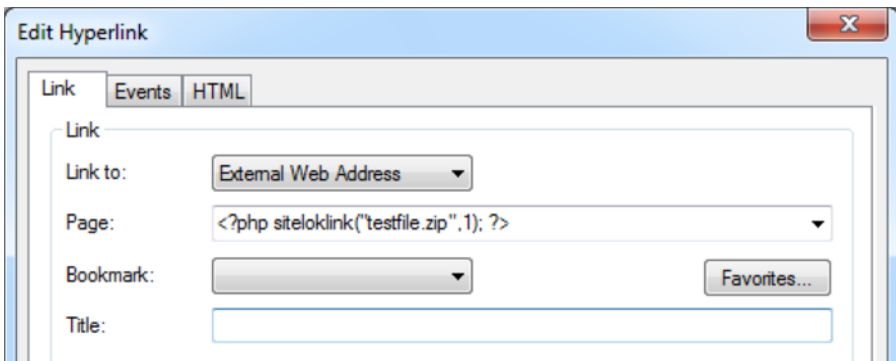 Edit Hyperlink
Link Events HTML
Link
Link to: External Web Address
Page: <?php siteloklink("testfile.zip",1); ?>
Bookmark: Favorites...
Title: